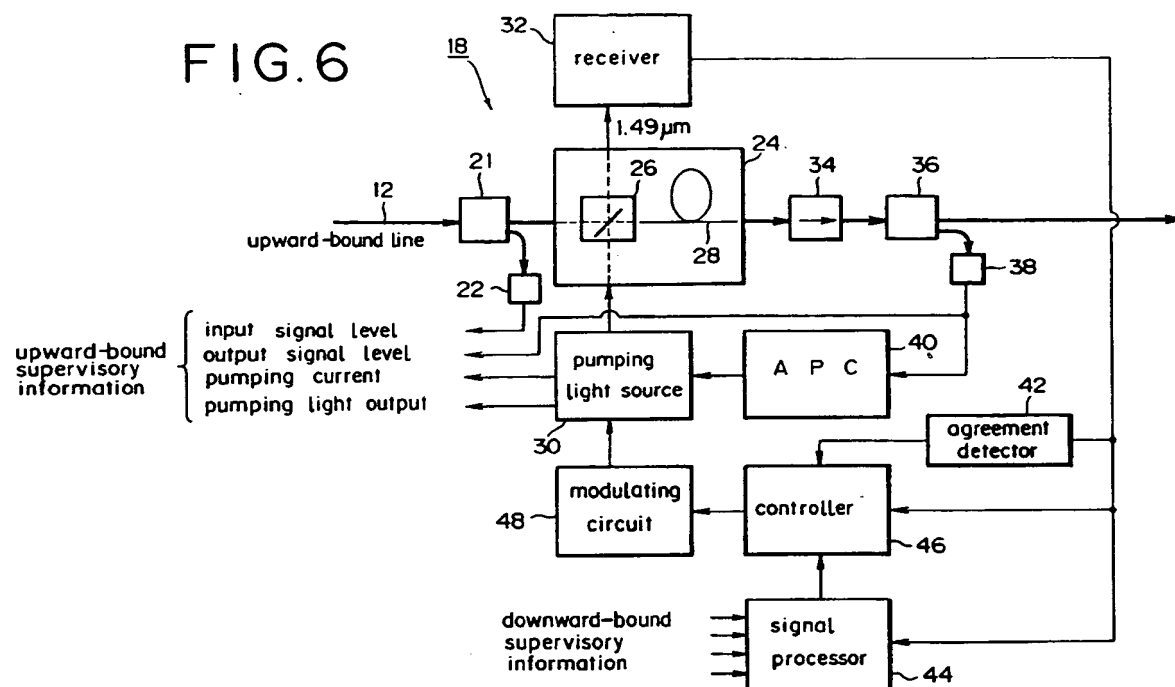 FIG.6
18
32
receiver
1.49μm
21
24
26
34
36
12
upward-bound line
28
22
38
upward-bound
supervisory
information
input signal level
output signal level
pumping current
pumping light output
pumping
light source
30
A P C
40
42
agreement
detector
modulating
circuit
48
controller
46
downward-bound
supervisory
information
signal
processor
44